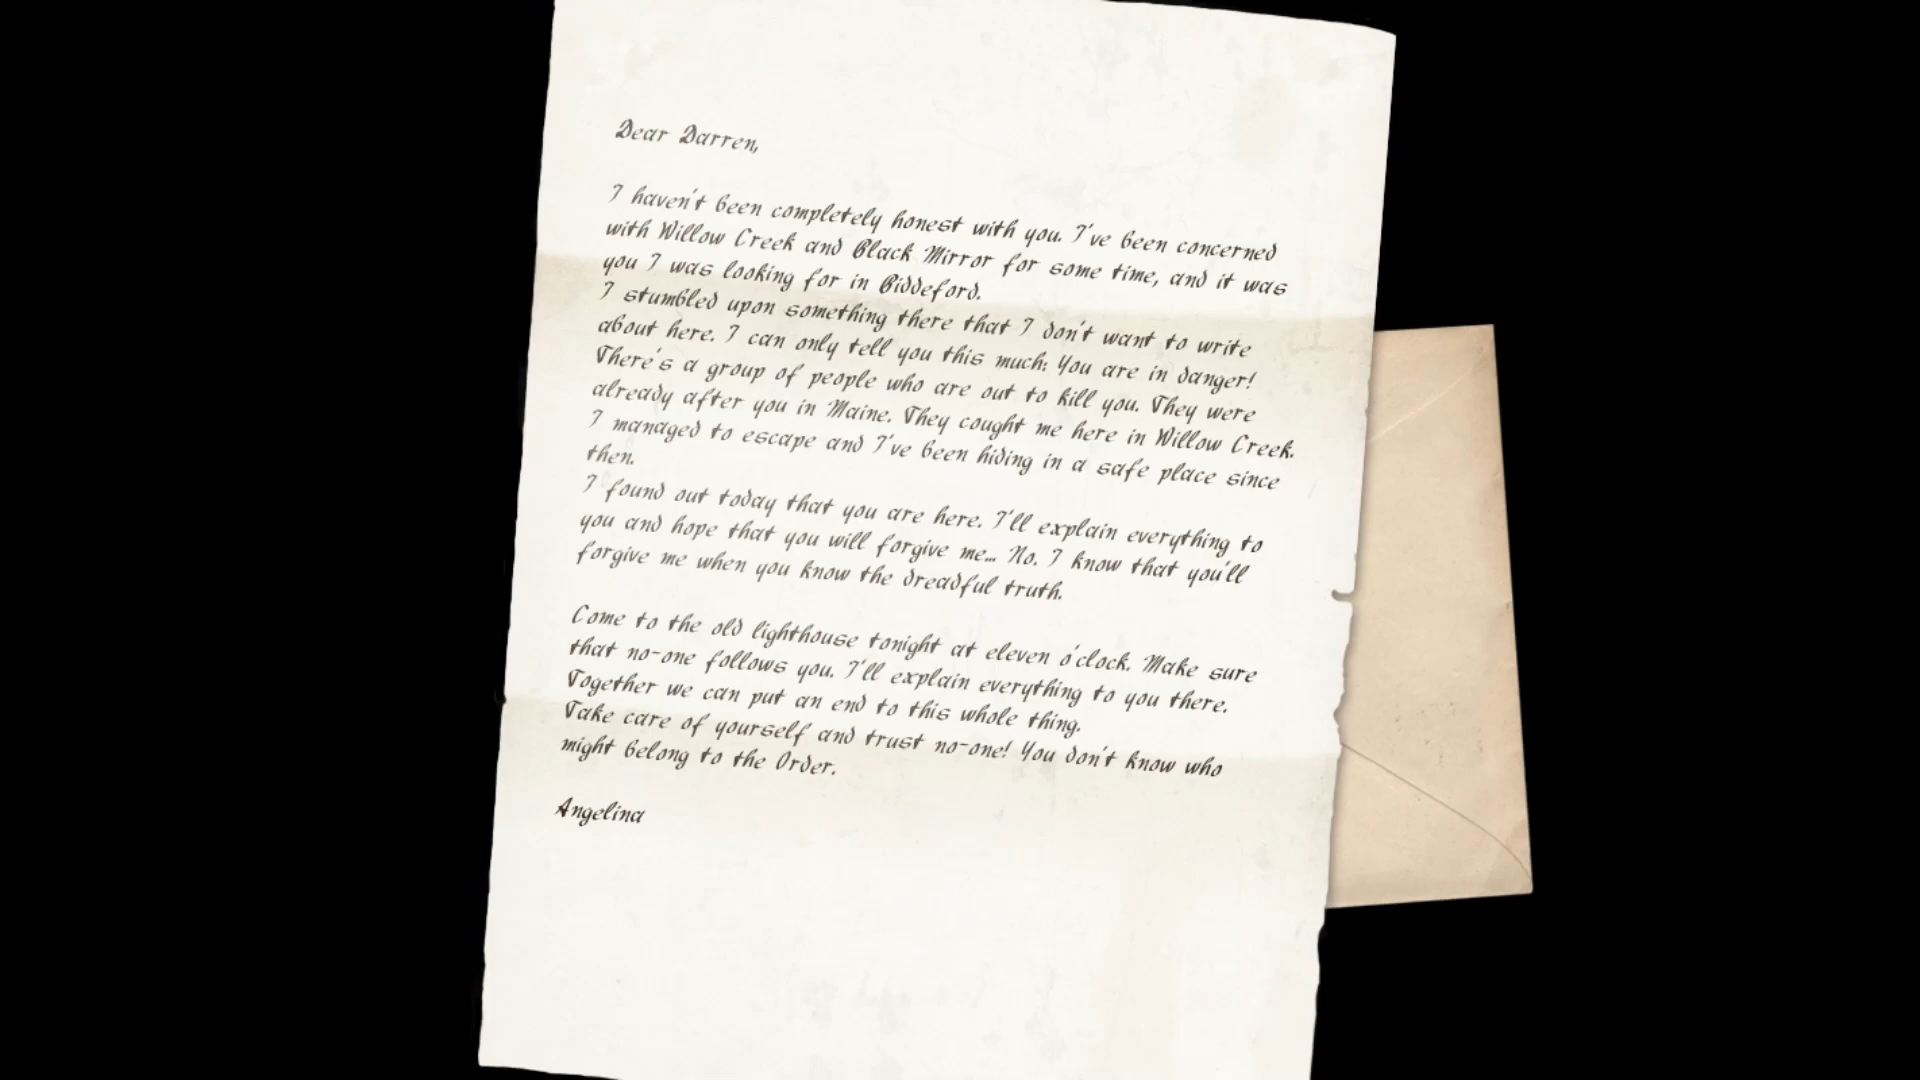 Dear Darren,
I haven't been completely honest with you. I've been concerned
with Willow Creek and Black Mirror for some time, and it was
you I was looking for in Biddeford.
I stumbled upon something there that I don't want to write
about here. I can only tell you this much: You are in danger!
There's a group of people who are out to kill you. They were
already after you in Maine. They cought me here in Willow Creek.
I managed to escape and I've been hiding in a safe place since
then.
I found out today that you are here. I'll explain everything to
you and hope that you will forgive me... No. I know that you'll
forgive me when you know the dreadful truth.
Come to the old lighthouse tonight at eleven o'clock. Make sure
that no-one follows you. I'll explain everything to you there.
Together we can put an end to this whole thing.
Take care of yourself and trust no-one! You don't know who
might belong to the Order.
Angelina